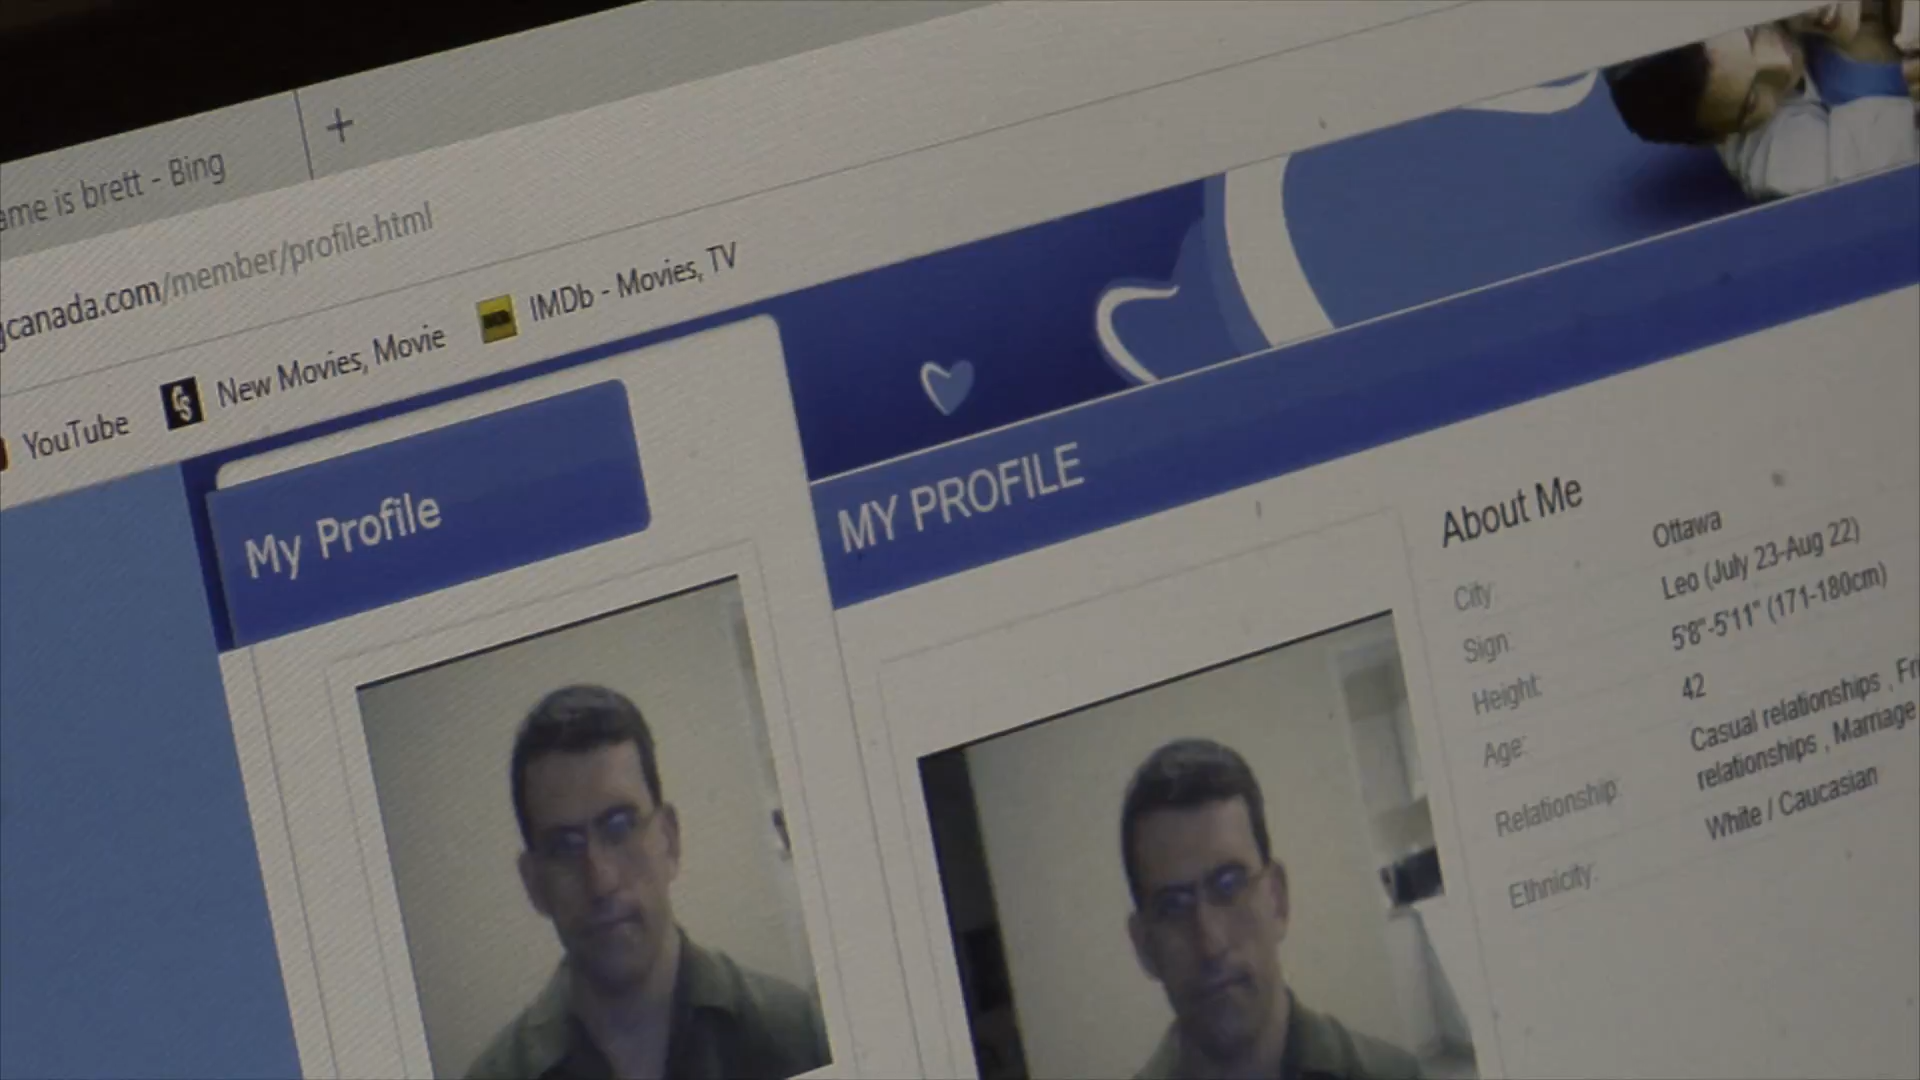 ame is brett - Bing
+
gcanada.com/member/profile.html
YouTube
New Movies, Movie
IMDb - Movies, TV
My Profile
MY PROFILE
About Me
City: Ottawa
Sign: Leo (July 23-Aug 22)
Height: 5'8"-5'11" (171-180cm)
Age: 42
Relationship: Casual relationships , Fri
relationships , Marriage
Ethnicity: White / Caucasian